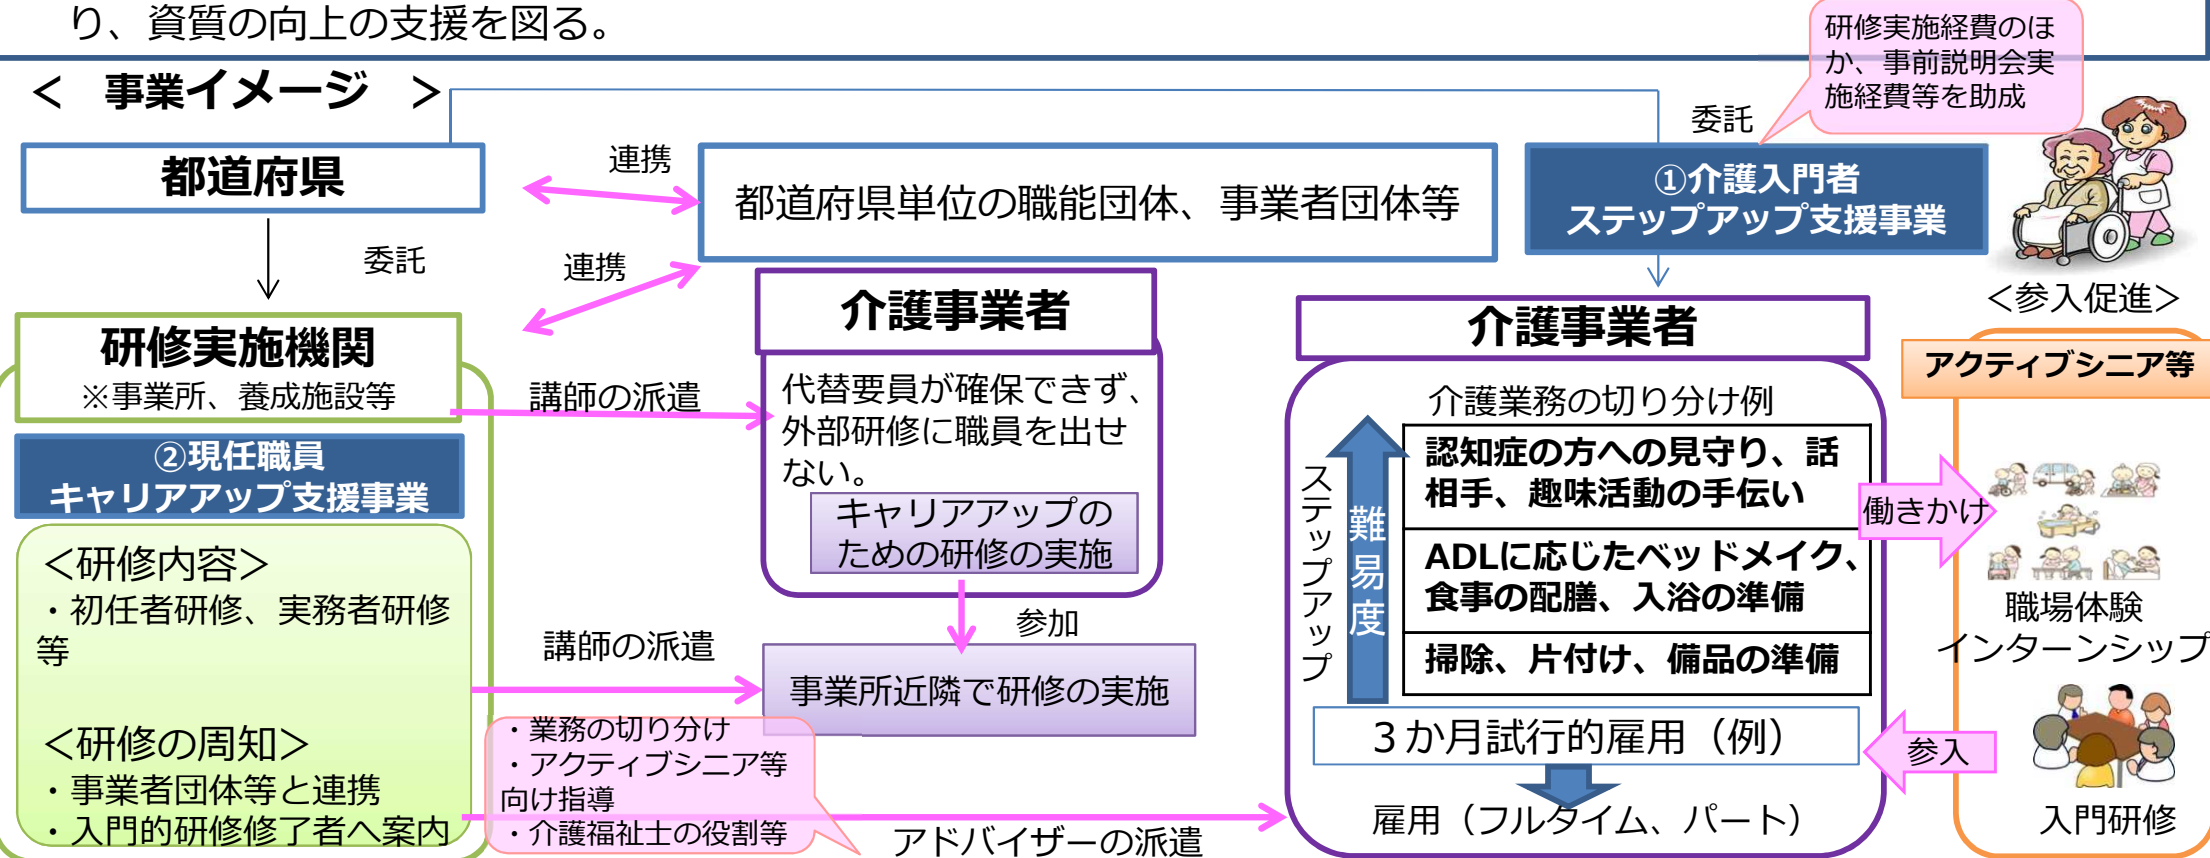 り、資質の向上の支援を図る。
研修実施経費のほ
か、事前説明会実
施経費等を助成
＜　事業イメージ　＞
委託
都道府県
連携
都道府県単位の職能団体、事業者団体等
①介護入門者
ステップアップ支援事業
委託
連携
＜参入促進＞
研修実施機関
※事業所、養成施設等
介護事業者
介護事業者
アクティブシニア等
講師の派遣
代替要員が確保できず、
外部研修に職員を出せ
ない。
キャリアアップの
ための研修の実施
②現任職員
キャリアアップ支援事業
介護業務の切り分け例
ステップアップ
難易度
認知症の方への見守り、話
相手、趣味活動の手伝い
ADLに応じたベッドメイク、
食事の配膳、入浴の準備
掃除、片付け、備品の準備
働きかけ
職場体験
インターンシップ
＜研修内容＞
・初任者研修、実務者研修
等
参加
講師の派遣
事業所近隣で研修の実施
＜研修の周知＞
・事業者団体等と連携
・入門的研修修了者へ案内
・業務の切り分け
・アクティブシニア等
向け指導
・介護福祉士の役割等
アドバイザーの派遣
３か月試行的雇用（例）
参入
雇用（フルタイム、パート）
入門研修